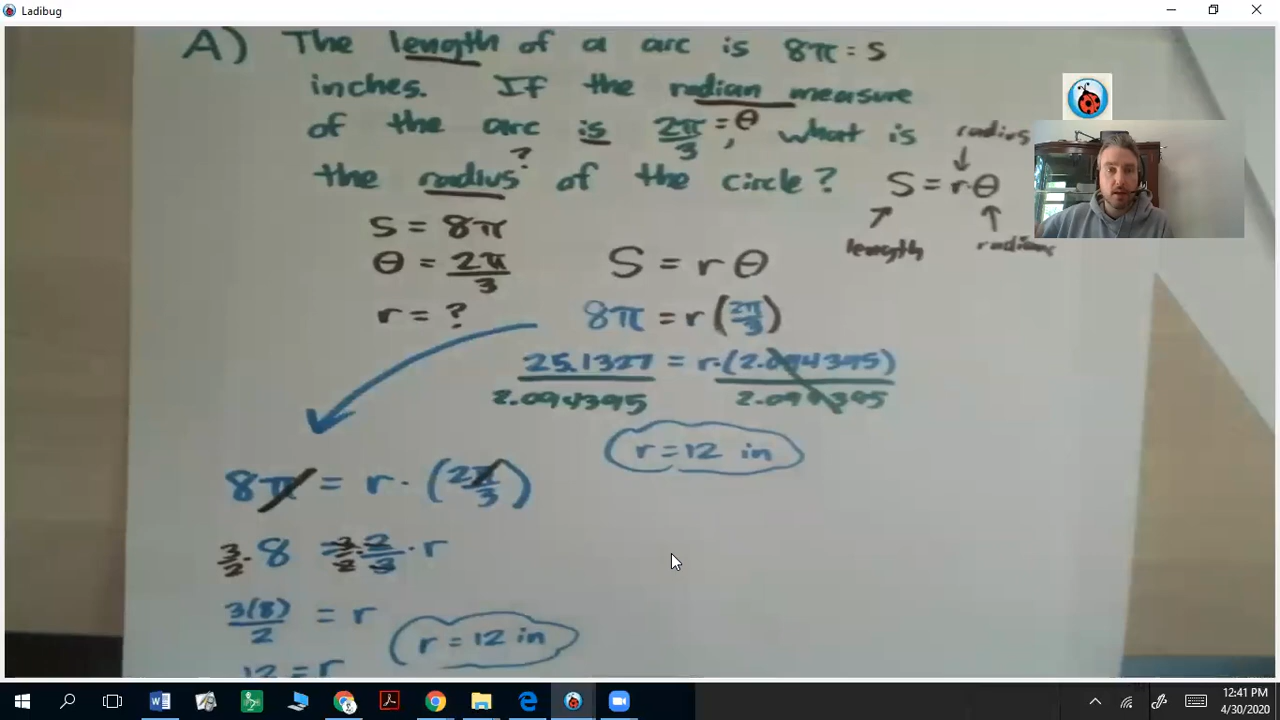 Ladibug
A) The length of a arc is 8π = S
inches. If the radian measure
of the arc is 2π/3 = θ, what is
the radius? of the circle?
radius
S = r·θ
length
radians
S = 8π
θ = 2π/3
r = ?
S = rθ
8π = r(2π/3)
25.1327 = r·(2.094395)
2.094395 2.094395
r = 12 in
8π = r·(2π/3)
3/2·8 = 3/2·2/3·r
3(8)/2 = r
r = 12 in
12 = r
12:41 PM
4/30/2020